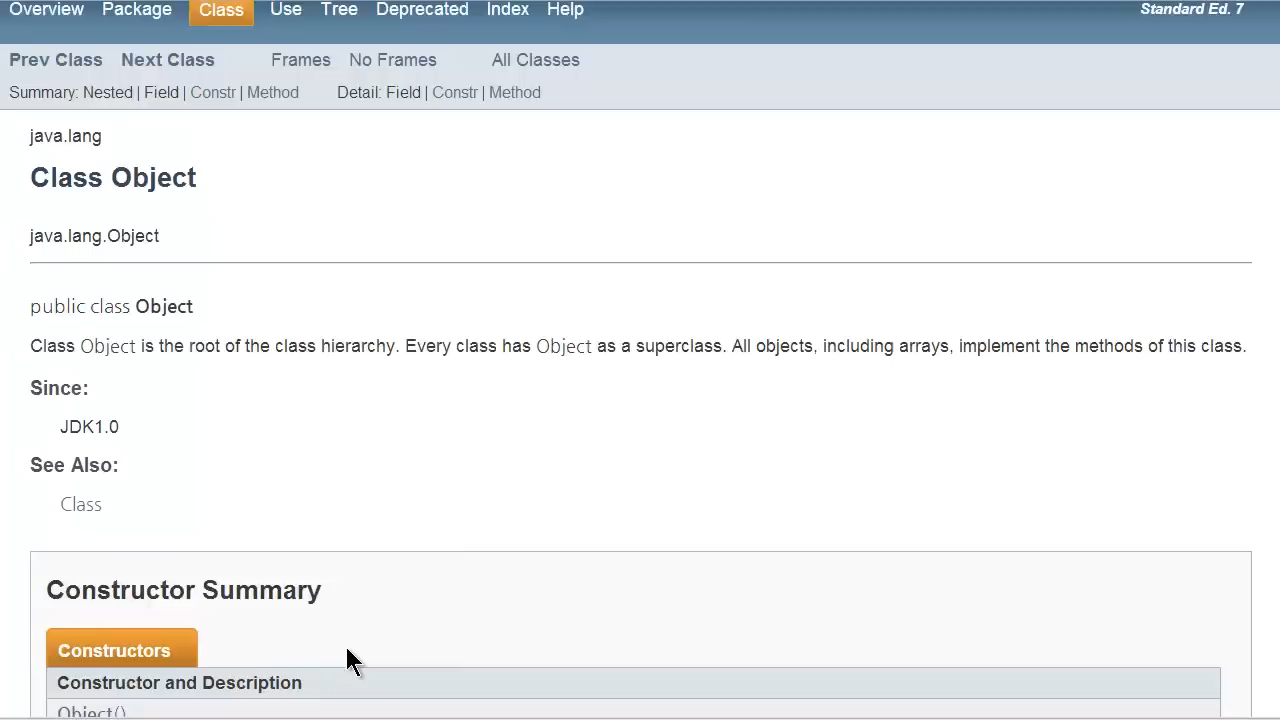 Overview Package Class Use Tree Deprecated Index Help Standard Ed. 7
Prev Class Next Class Frames No Frames All Classes
Summary: Nested | Field | Constr | Method Detail: Field | Constr | Method
java.lang
Class Object
java.lang.Object
public class Object
Class Object is the root of the class hierarchy. Every class has Object as a superclass. All objects, including arrays, implement the methods of this class.
Since:
JDK1.0
See Also:
Class
Constructor Summary
Constructors
Constructor and Description
Object()